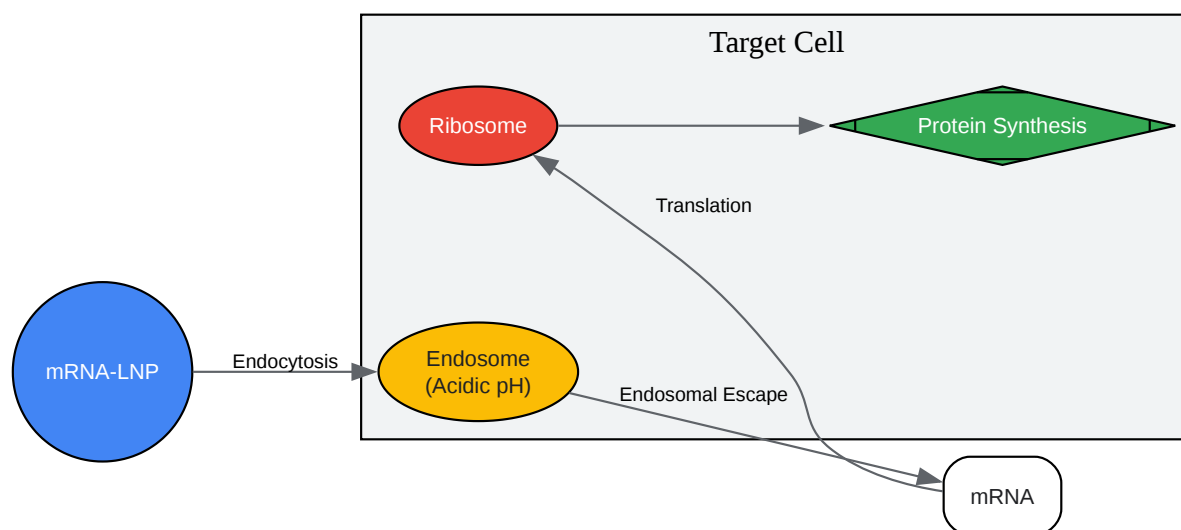 Target Cell
Ribosome
Protein Synthesis
Translation
mRNA-LNP
Endocytosis
Endosome
(Acidic pH)
Endosomal Escape
mRNA